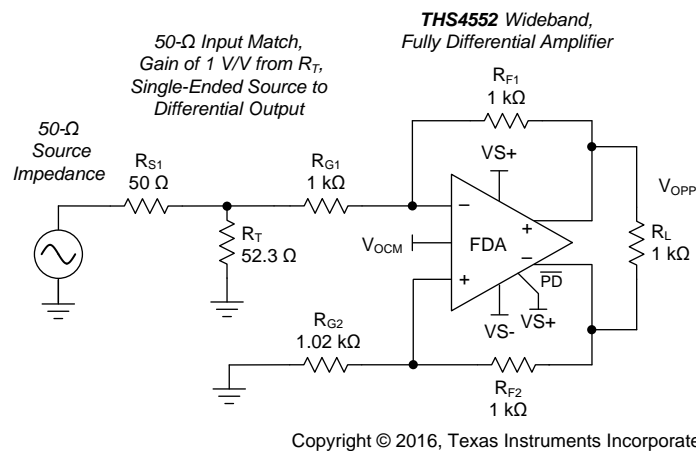 THS4552 Wideband,
Fully Differential Amplifier
50-Ω Input Match,
Gain of 1 V/V from RT,
Single-Ended Source to
Differential Output
50-Ω
Source
Impedance
RS1
50 Ω
RG1
1 kΩ
RF1
1 kΩ
VS+
VOPP
RT
52.3 Ω
VOCM
−
+
FDA
+
−
RL
1 kΩ
PD
VS-
VS+
RG2
1.02 kΩ
RF2
1 kΩ
Copyright © 2016, Texas Instruments Incorporate